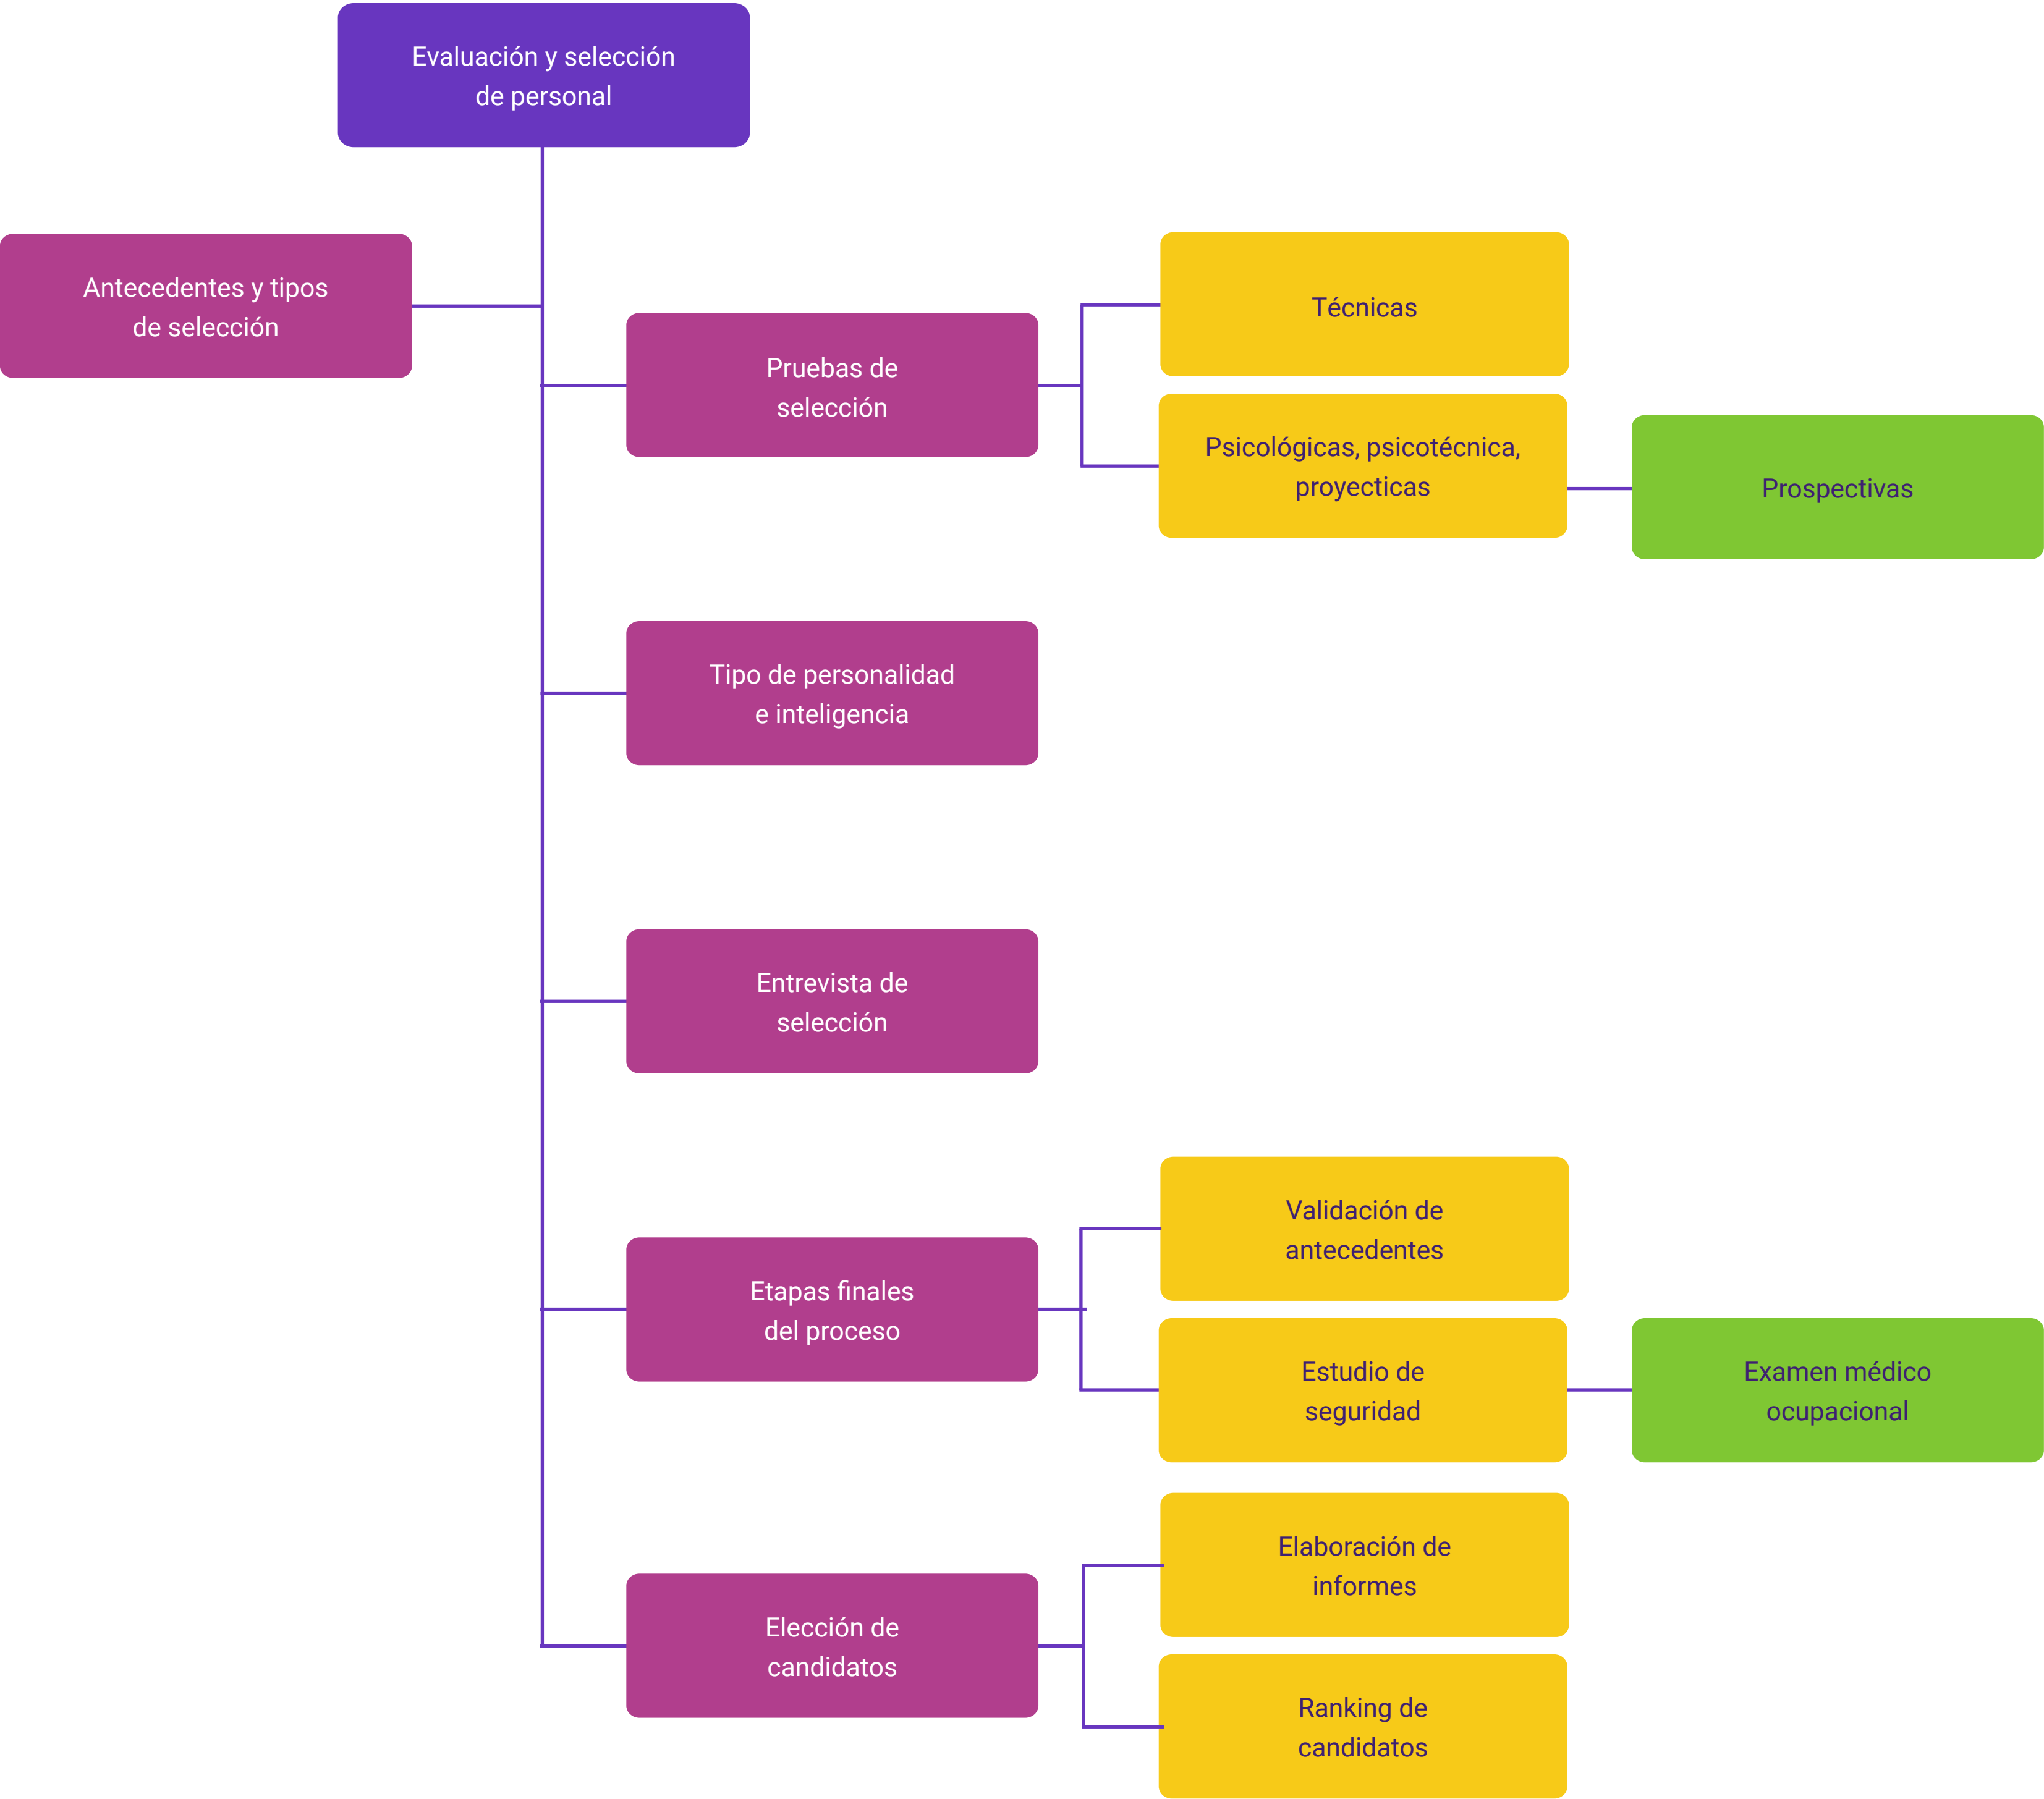 Evaluación y selección
de personal
Antecedentes y tipos
de selección
Pruebas de
selección
Técnicas
Psicológicas, psicotécnica,
proyecticas
Prospectivas
Tipo de personalidad
e inteligencia
Entrevista de
selección
Etapas finales
del proceso
Validación de
antecedentes
Estudio de
seguridad
Examen médico
ocupacional
Elección de
candidatos
Elaboración de
informes
Ranking de
candidatos